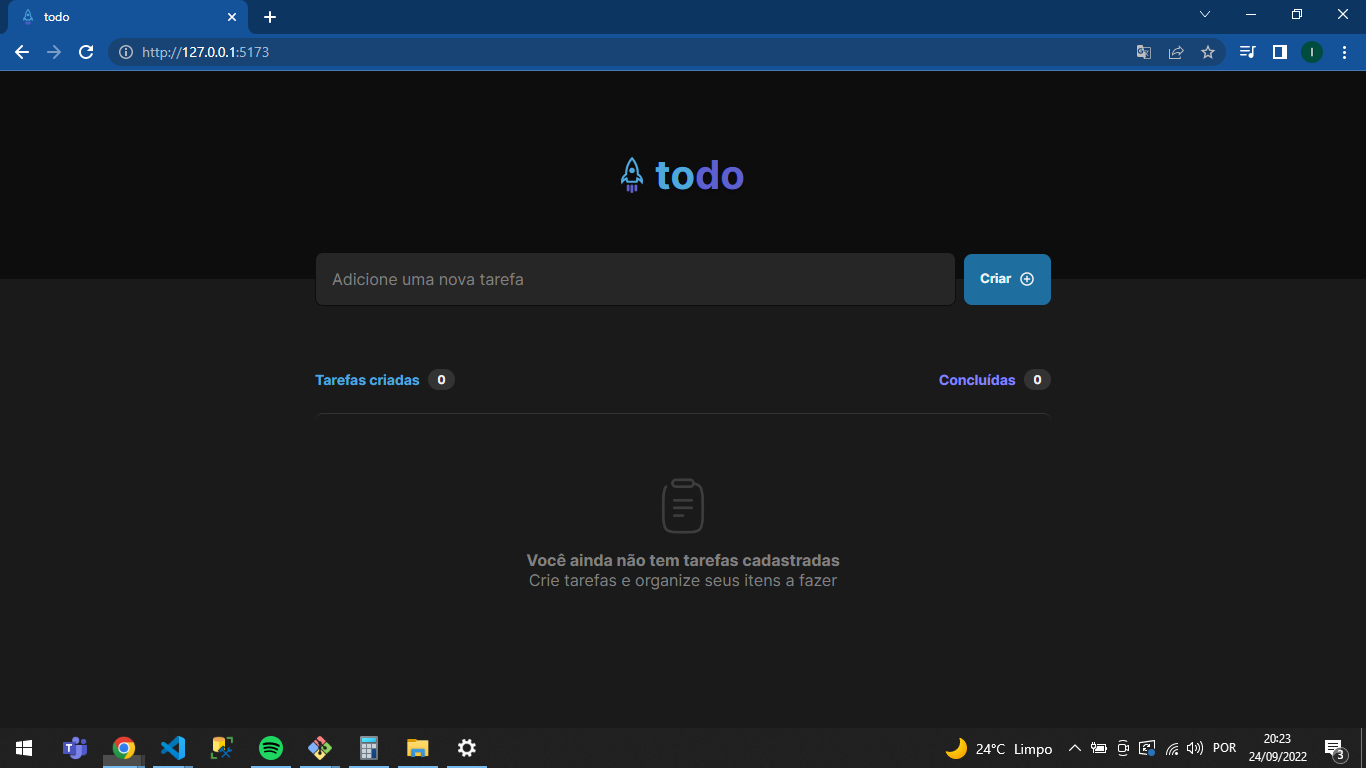 todo
http://127.0.0.1:5173
I
todo
Adicione uma nova tarefa
Criar
Tarefas criadas 0
Concluídas 0
Você ainda não tem tarefas cadastradas
Crie tarefas e organize seus itens a fazer
24°C Limpo
POR
20:23
24/09/2022
3